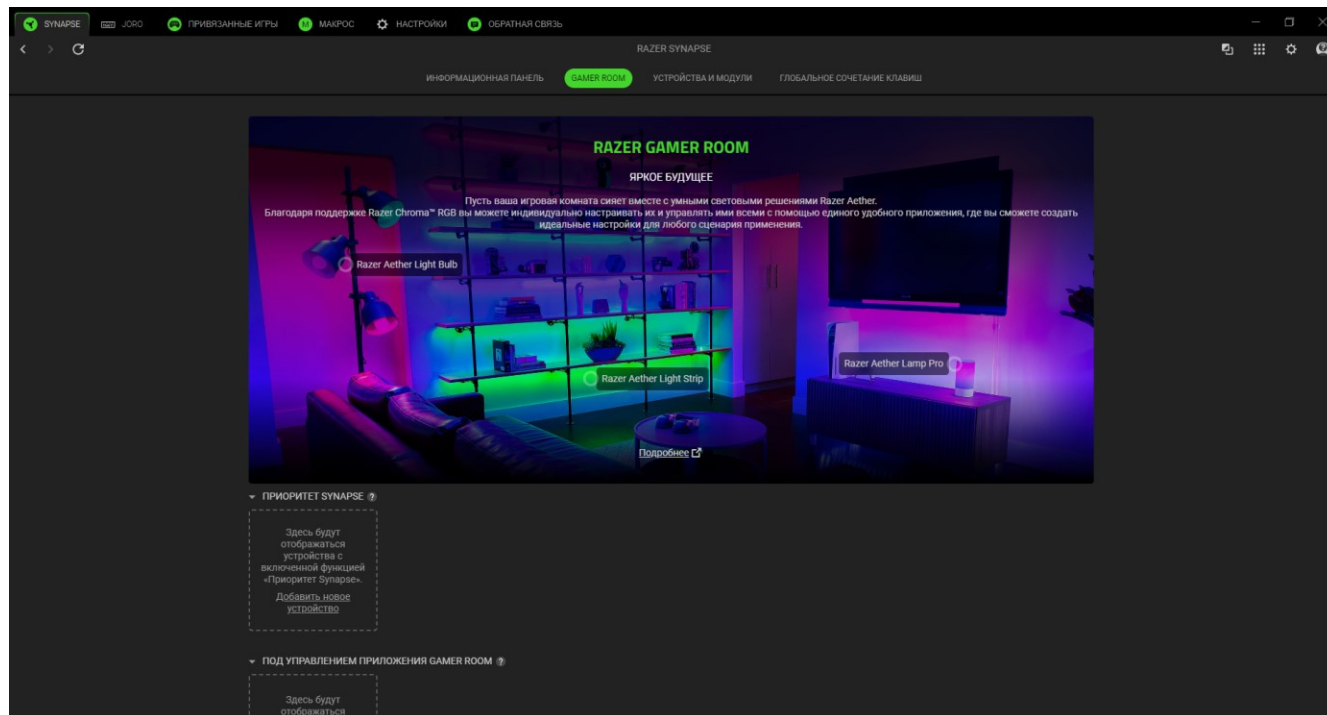 SYNAPSE
JORO
ПРИВЯЗАННЫЕ ИГРЫ
МАКРОС
НАСТРОЙКИ
ОБРАТНАЯ СВЯЗЬ
RAZER SYNAPSE
ИНФОРМАЦИОННАЯ ПАНЕЛЬ
GAMER ROOM
УСТРОЙСТВА И МОДУЛИ
ГЛОБАЛЬНОЕ СОЧЕТАНИЕ КЛАВИШ
RAZER GAMER ROOM
ЯРКОЕ БУДУЩЕЕ
Пусть ваша игровая комната сияет вместе с умными световыми решениями Razer Aether.
Благодаря поддержке Razer Chroma™ RGB вы можете индивидуально настраивать их и управлять ими всеми с помощью единого удобного приложения, где вы сможете создать
идеальные настройки для любого сценария применения.
Razer Aether Light Bulb
Razer Aether Lamp Pro
Razer Aether Light Strip
Подробнее
ПРИОРИТЕТ SYNAPSE ?
Здесь будут
отображаться
устройства с
включенной функцией
«Приоритет Synapse».
Добавить новое
устройство
ПОД УПРАВЛЕНИЕМ ПРИЛОЖЕНИЯ GAMER ROOM ?
Здесь будут
отображаться